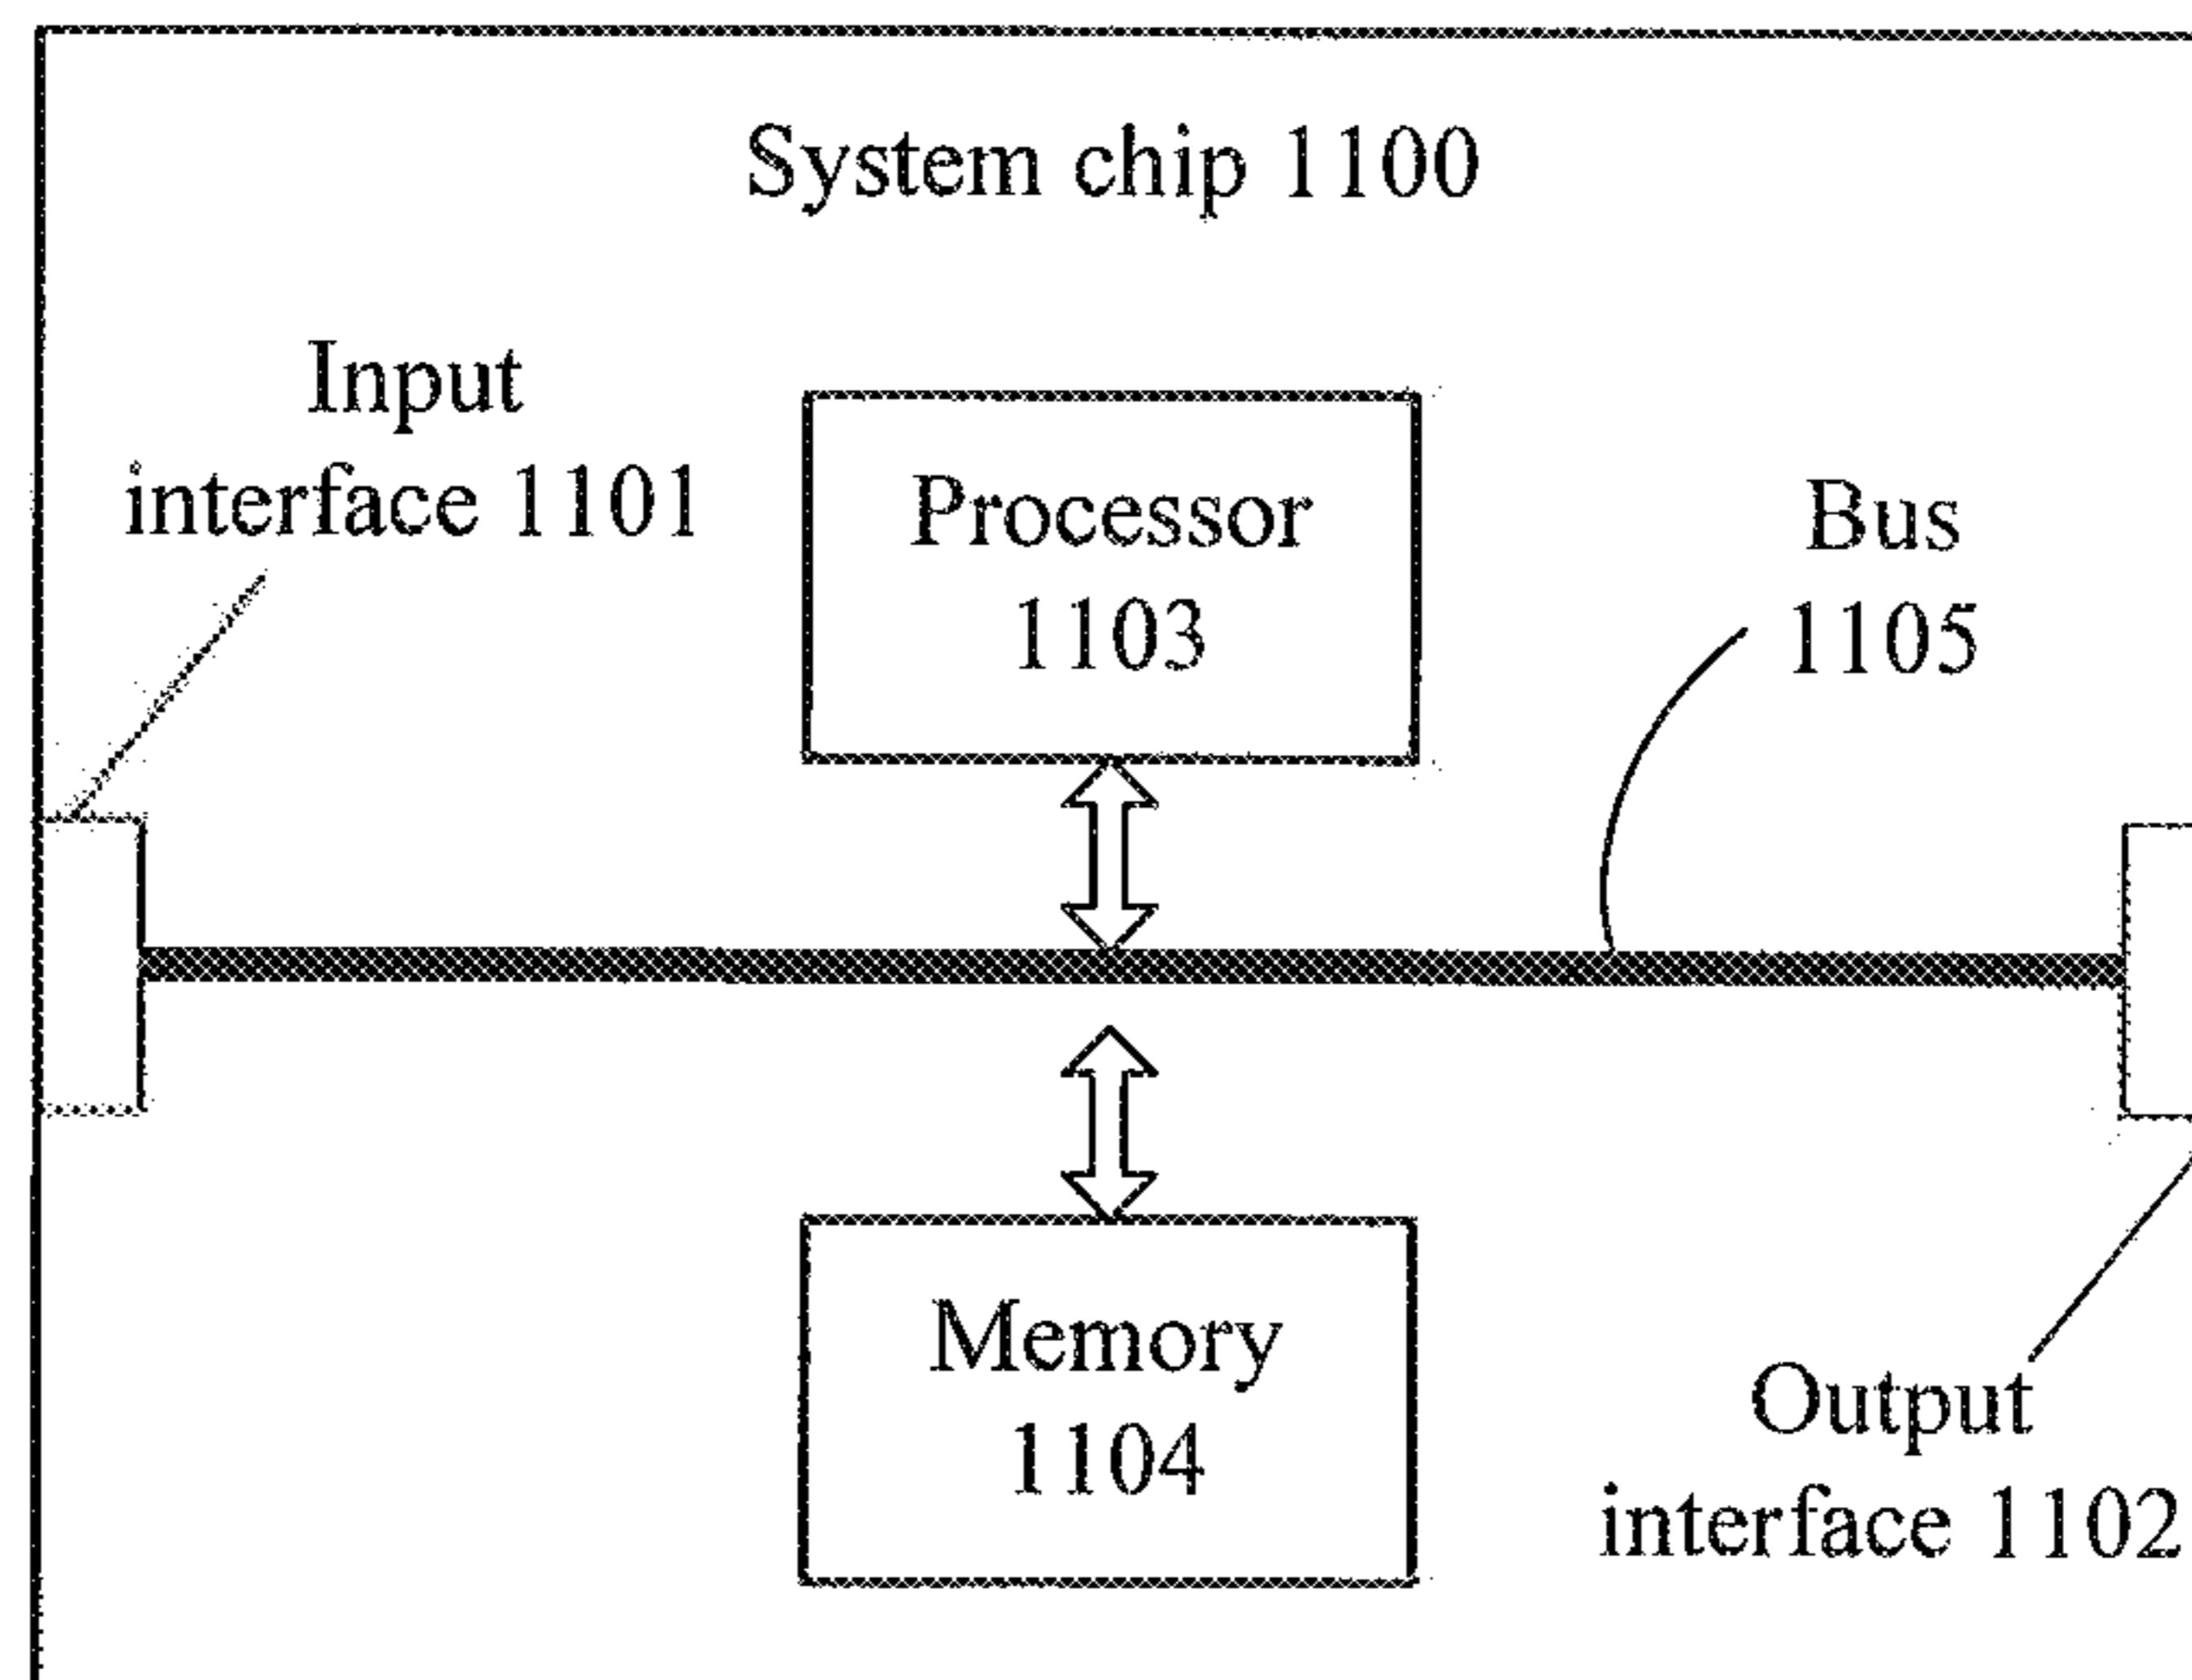 System chip 1100
Input
interface 1101
Processor
1103
Bus
1105
Memory
1104
Output
interface 1102